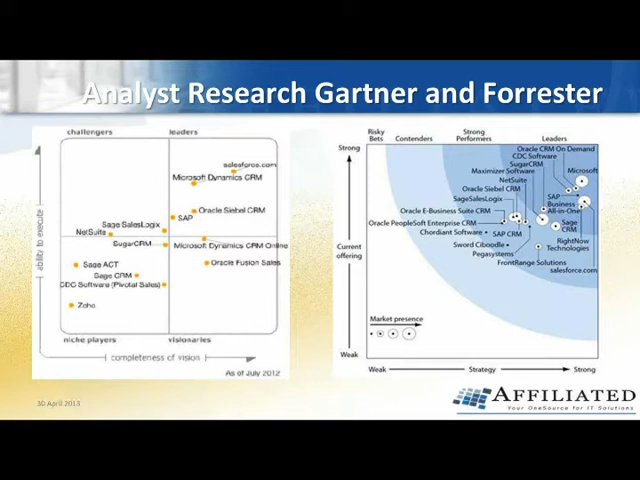 Analyst Research Gartner and Forrester
challengers
leaders
salesforce.com
Microsoft Dynamics CRM
Oracle Siebel CRM
SAP
Sage SalesLogix
NetSuite
SugarCRM
Microsoft Dynamics CRM Online
Sage ACT
Oracle Fusion Sales
Sage CRM
CDC Software (Pivotal Sales)
Zoho
niche players
visionaries
ability to execute
completeness of vision
As of July 2012
Risky
Bets
Contenders
Strong
Performers
Leaders
Strong
Oracle CRM On Demand
CDC Software
SugarCRM
Maximizer Software
Microsoft
NetSuite
Oracle Siebel CRM
SageSalesLogix
SAP
Business
All-in-One
Oracle E-Business Suite CRM
Oracle PeopleSoft Enterprise CRM
Sage
CRM
Chordiant Software
SAP CRM
Current
offering
Sword Ciboodle
RightNow
Technologies
Pegasystems
FrontRange Solutions
salesforce.com
Market presence
Weak
Weak
Strategy
Strong
30 April 2013
AFFILIATED
Your OneSource for IT Solutions